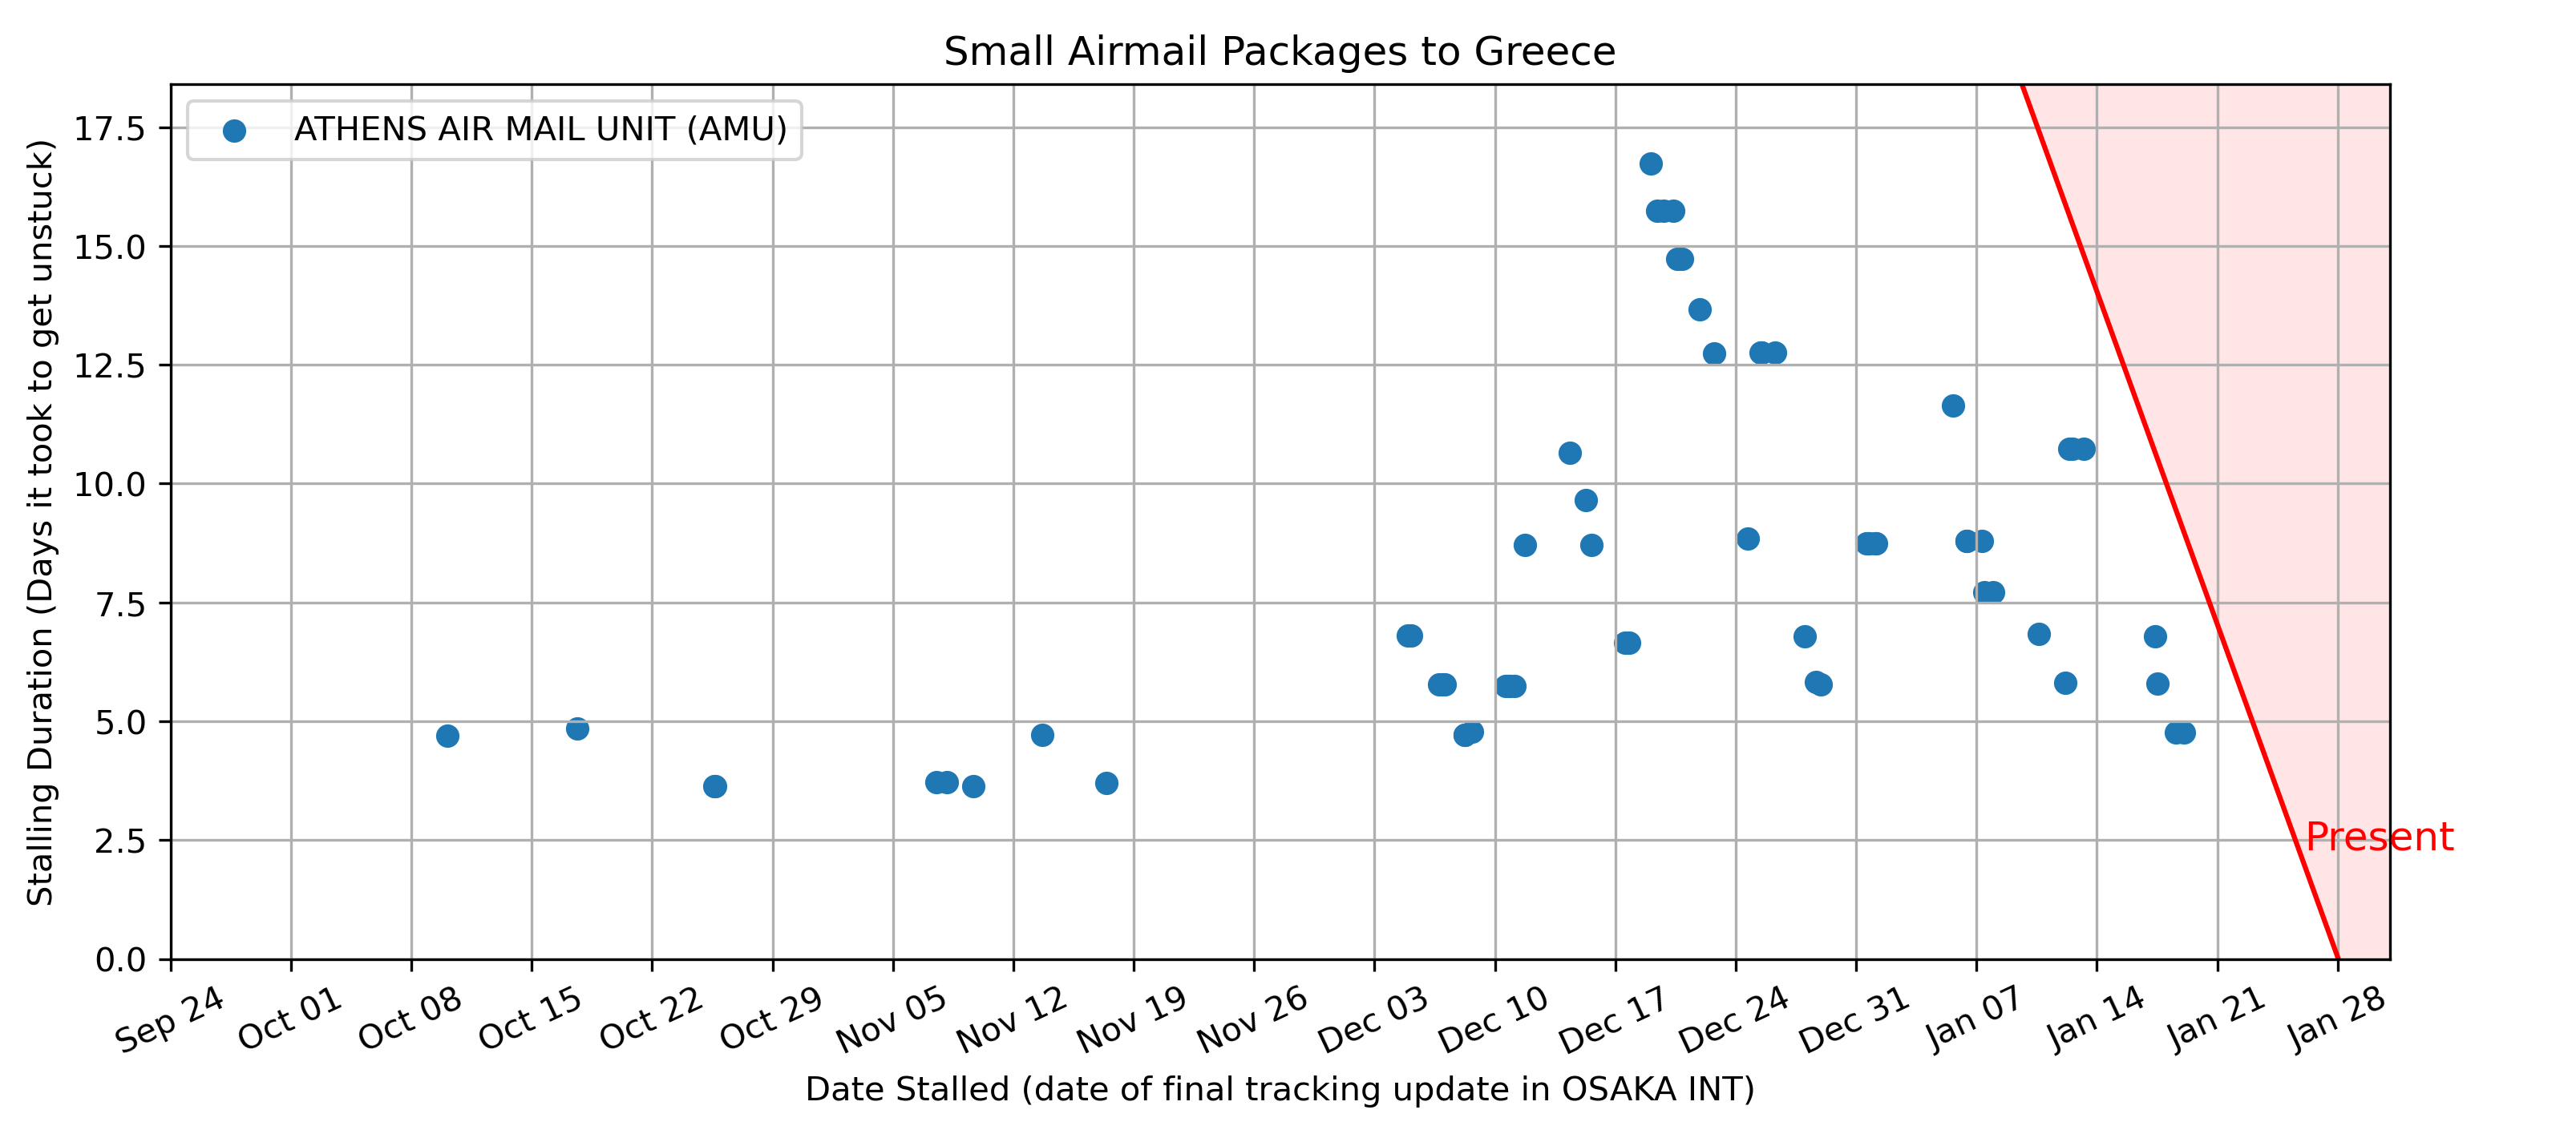 Small Airmail Packages to Greece
ATHENS AIR MAIL UNIT (AMU)
Stalling Duration (Days it took to get unstuck)
17.5
15.0
12.5
10.0
7.5
5.0
2.5
0.0
Present
Sep 24
Oct 01
Oct 08
Oct 15
Oct 22
Oct 29
Nov 05
Nov 12
Nov 19
Nov 26
Dec 03
Dec 10
Dec 17
Dec 24
Dec 31
Jan 07
Jan 14
Jan 21
Jan 28
Date Stalled (date of final tracking update in OSAKA INT)